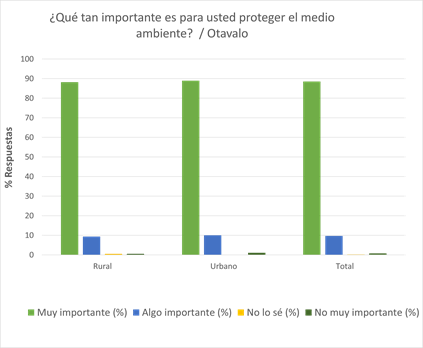 ¿Qué tan importante es para usted proteger el medio
ambiente? / Otavalo
100
90
80
70
60
50
40
30
20
10
0
% Respuestas
Rural
Urbano
Total
Muy importante (%)
Algo importante (%)
No lo sé (%)
No muy importante (%)